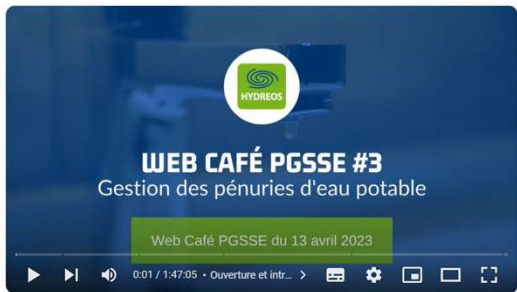 HYDREOS
WEB CAFÉ PGSSE #3
Gestion des pénuries d'eau potable
Web Café PGSSE du 13 avril 2023
0:01 / 1:47:05 • Ouverture et intr... >